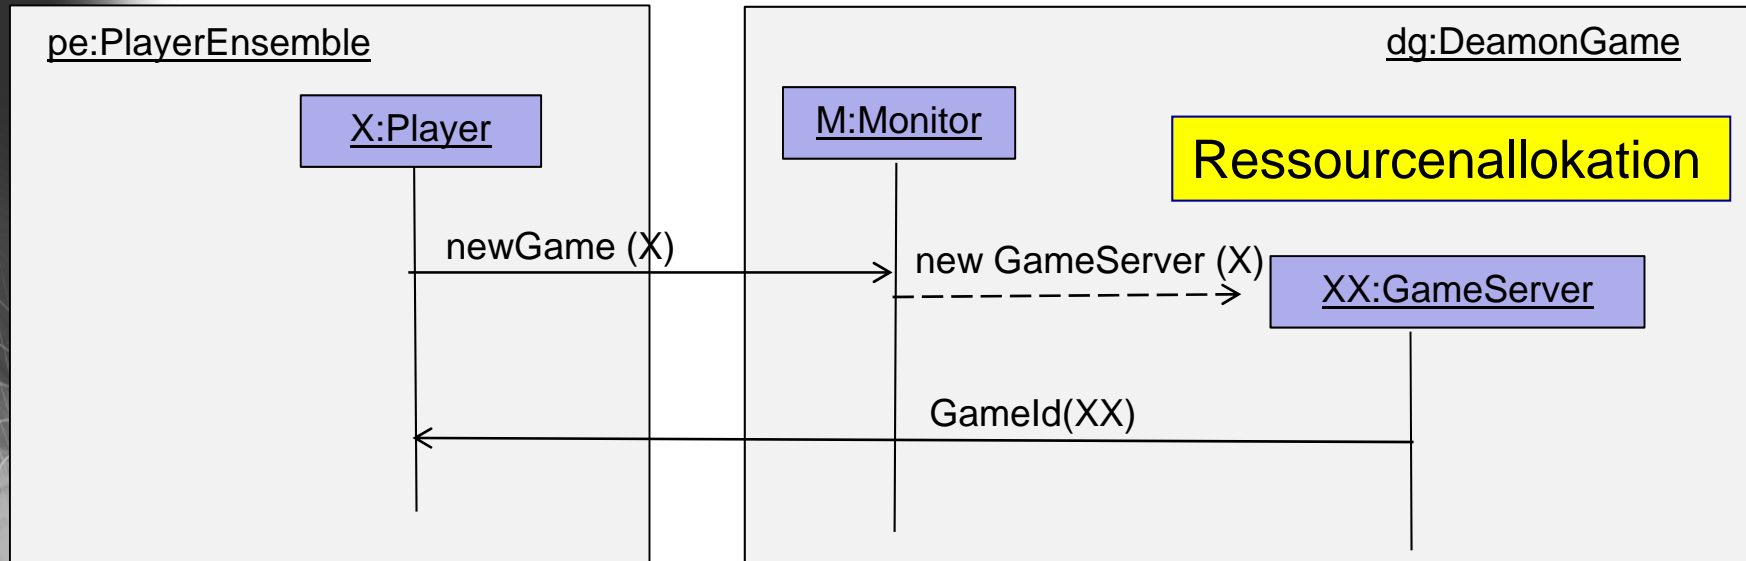 pe:PlayerEnsemble
dg:DeamonGame
X:Player
M:Monitor
Ressourcenallokation
newGame (X)
new GameServer (X)
XX:GameServer
GameId(XX)